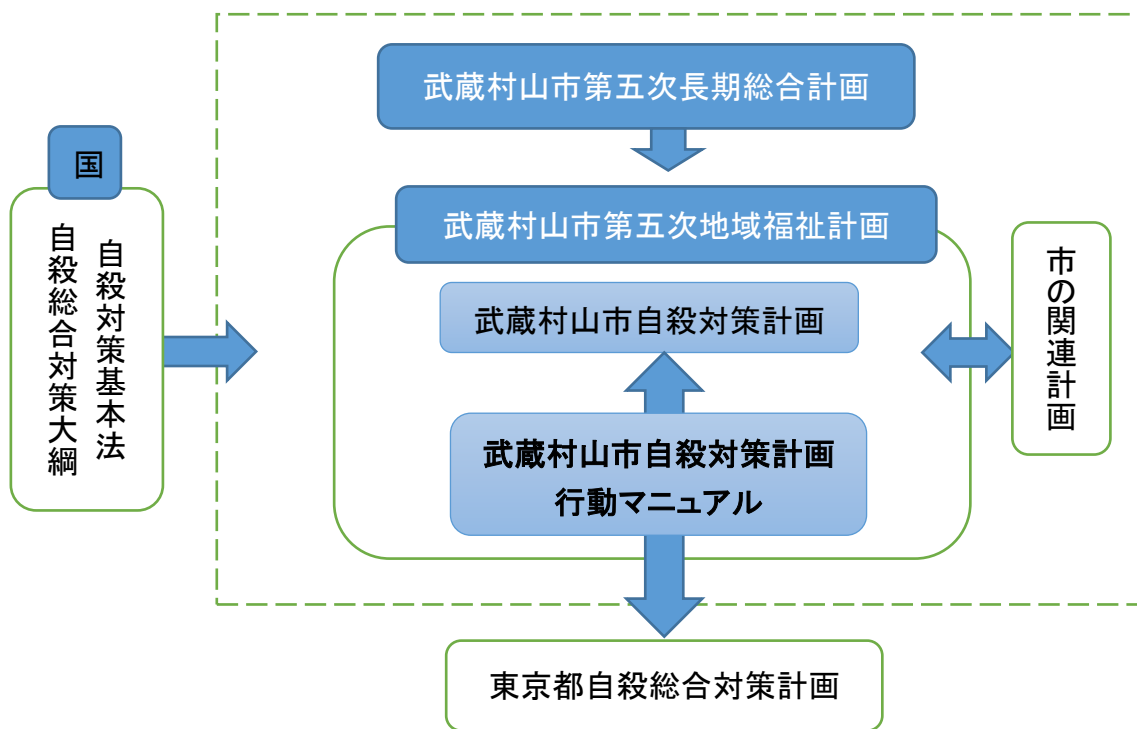 武蔵村山市第五次長期総合計画
国
自殺対策基本法
自殺総合対策大綱
武蔵村山市第五次地域福祉計画
武蔵村山市自殺対策計画
武蔵村山市自殺対策計画
行動マニュアル
市の関連計画
東京都自殺総合対策計画